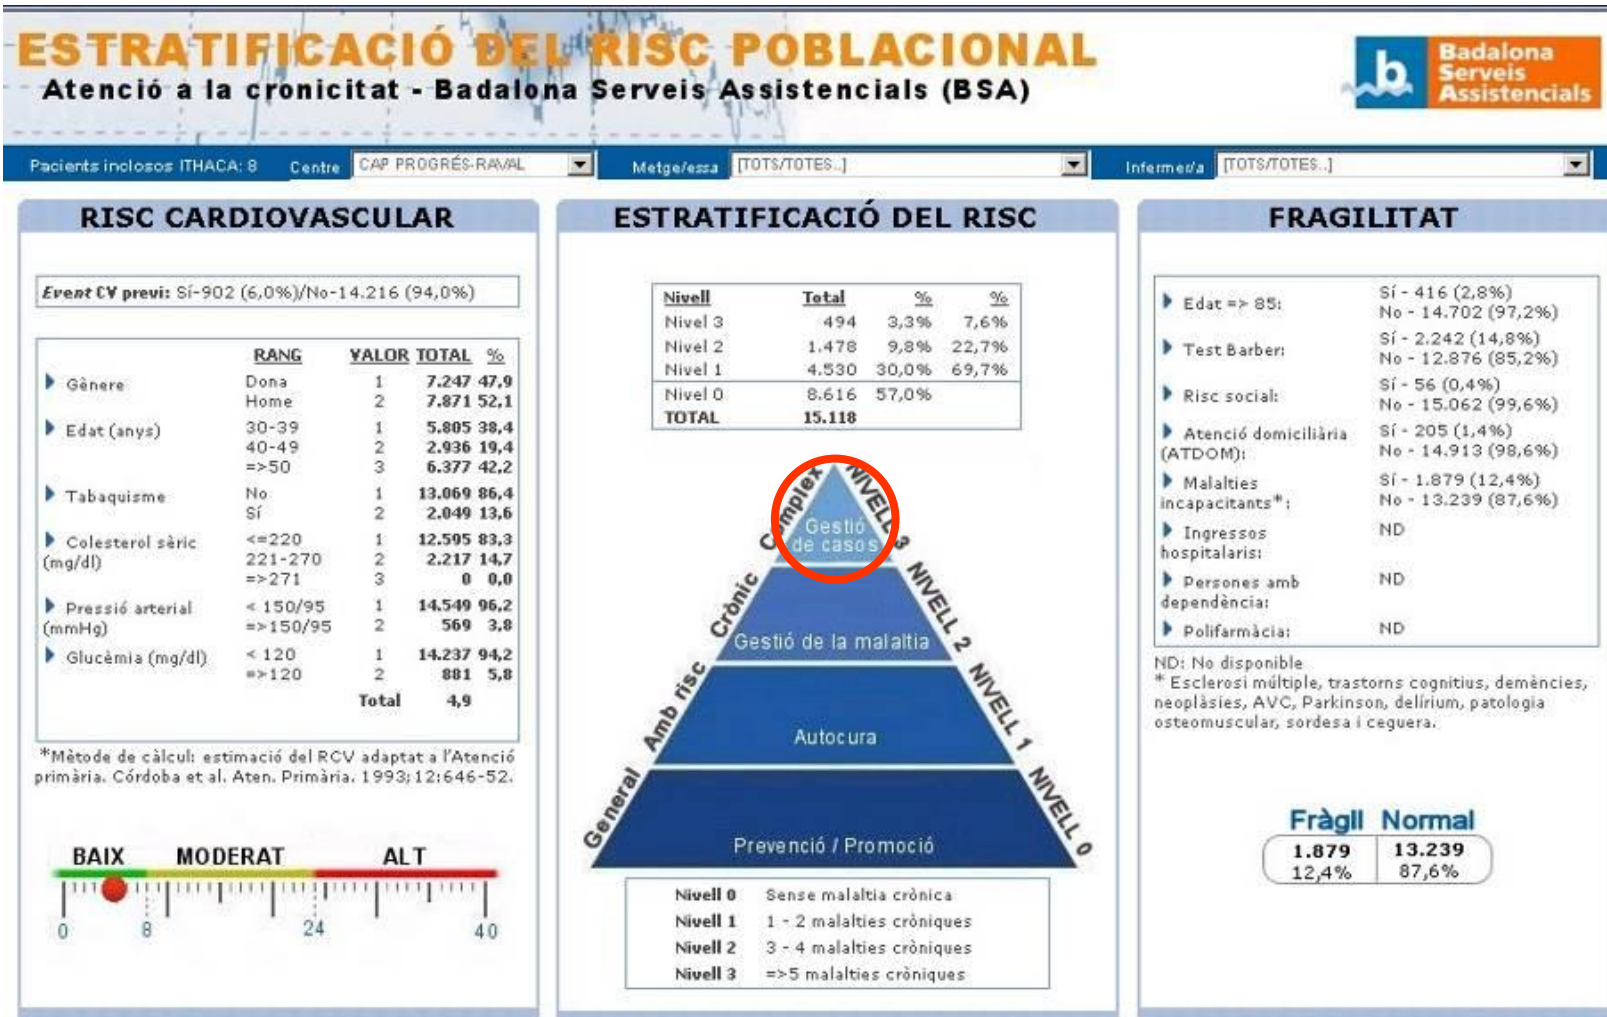 ESTRATIFICACIÓ DEL RISC POBLACIONAL
Atenció a la cronicitat - Badalona Serveis Assistencials (BSA)
b
Badalona
Serveis
Assistencials
Pacients inclosos ITHACA: 8 Centre CAP PROGRÉS-RAVAL Metge/essa [TOTS/TOTES..] Infermer/a [TOTS/TOTES..]
RISC CARDIOVASCULAR
Event CV previ: Sí-902 (6,0%)/No-14.216 (94,0%)
RANG VALOR TOTAL %
Gènere Dona 1 7.247 47,9
Home 2 7.871 52,1
Edat (anys) 30-39 1 5.805 38,4
40-49 2 2.936 19,4
=>50 3 6.377 42,2
Tabaquisme No 1 13.069 86,4
Sí 2 2.049 13,6
Colesterol sèric <=220 1 12.595 83,3
(mg/dl) 221-270 2 2.217 14,7
=>271 3 0 0,0
Pressió arterial < 150/95 1 14.549 96,2
(mmHg) =>150/95 2 569 3,8
Glucèmia (mg/dl) < 120 1 14.237 94,2
=>120 2 881 5,8
Total 4,9
*Mètode de càlcul: estimació del RCV adaptat a l'Atenció
primària. Córdoba et al. Aten. Primària. 1993;12:646-52.
BAIX MODERAT ALT
0 8 24 40
ESTRATIFICACIÓ DEL RISC
Nivell Total % %
Nivel 3 494 3,3% 7,6%
Nivel 2 1.478 9,8% 22,7%
Nivel 1 4.530 30,0% 69,7%
Nivel 0 8.616 57,0%
TOTAL 15.118
Complex Gestió de casos NIVELL 3
Crònic Gestió de la malaltia NIVELL 2
Amb risc Autocura NIVELL 1
General Prevenció / Promoció NIVELL 0
Nivell 0 Sense malaltia crònica
Nivell 1 1 - 2 malalties cròniques
Nivell 2 3 - 4 malalties cròniques
Nivell 3 =>5 malalties cròniques
FRAGILITAT
Edat => 85: Sí - 416 (2,8%)
No - 14.702 (97,2%)
Test Barber: Sí - 2.242 (14,8%)
No - 12.876 (85,2%)
Risc social: Sí - 56 (0,4%)
No - 15.062 (99,6%)
Atenció domiciliària Sí - 205 (1,4%)
(ATDOM): No - 14.913 (98,6%)
Malalties Sí - 1.879 (12,4%)
incapacitants*: No - 13.239 (87,6%)
Ingressos ND
hospitalaris:
Persones amb ND
dependència:
Polifarmàcia: ND
ND: No disponible
* Esclerosi múltiple, trastorns cognitius, demències,
neoplàsies, AVC, Parkinson, delírium, patologia
osteomuscular, sordesa i ceguera.
Fràgil Normal
1.879 13.239
12,4% 87,6%